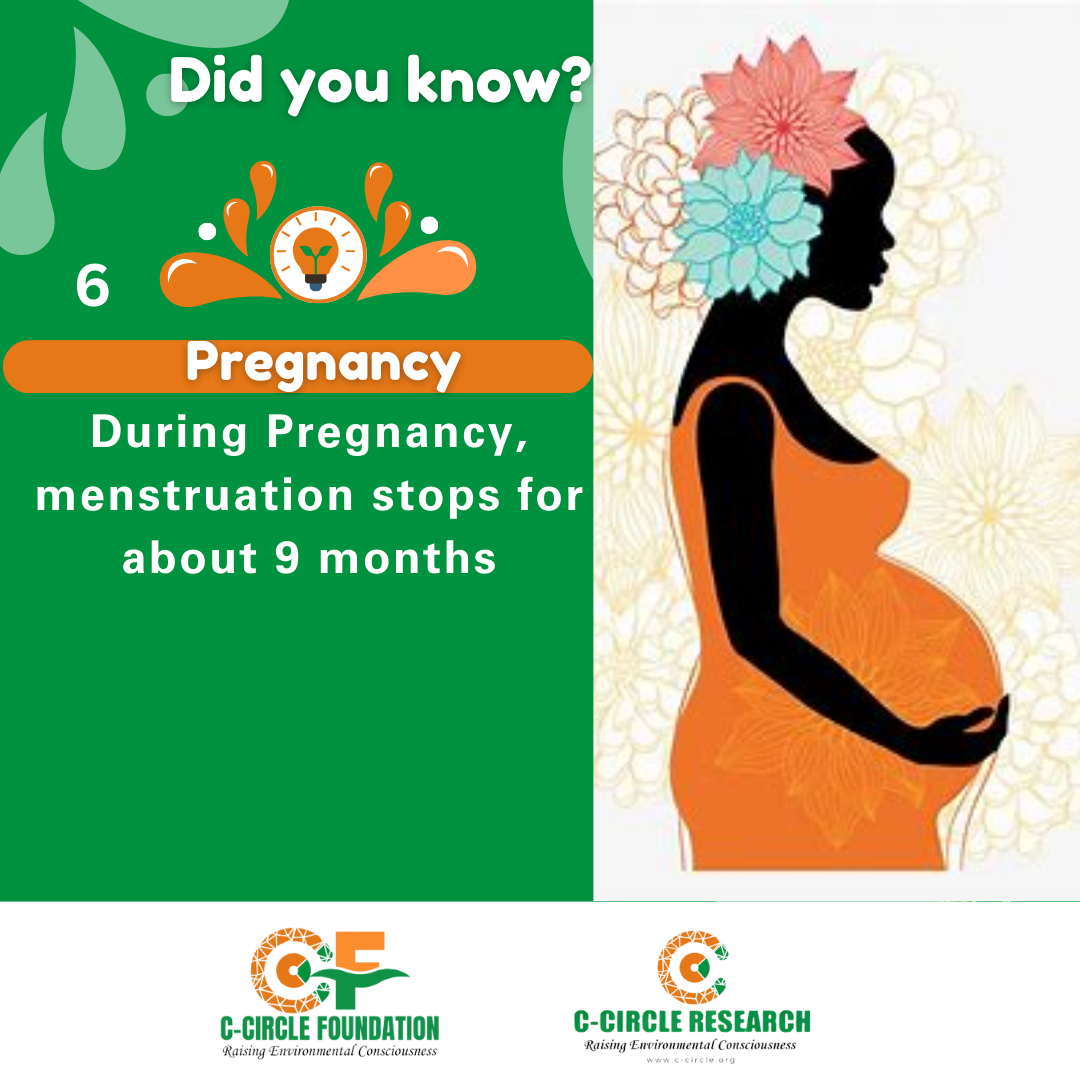 Did you know?
6
Pregnancy
During Pregnancy,
menstruation stops for
about 9 months
CF
C-CIRCLE FOUNDATION
Raising Environmental Consciousness
C
C-CIRCLE RESEARCH
Raising Environmental Consciousness
www.c-circle.org